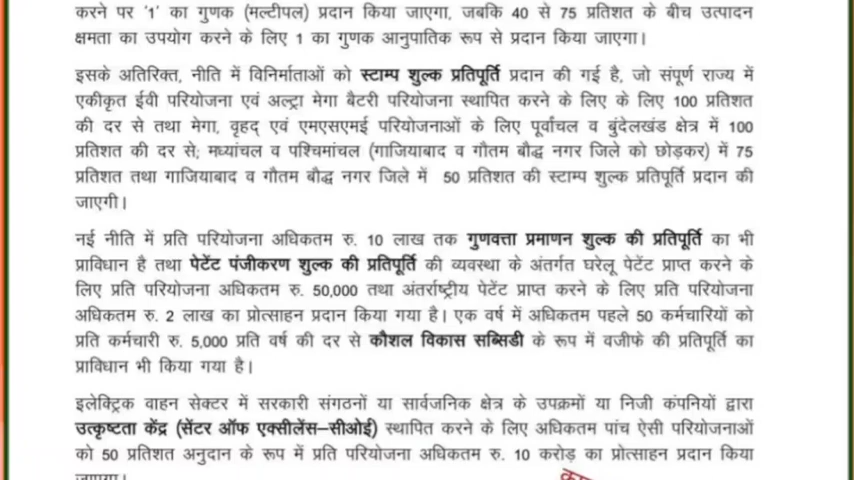 करने पर '1' का गुणक (मल्टीपल) प्रदान किया जाएगा, जबकि 40 से 75 प्रतिशत के बीच उत्पादन
क्षमता का उपयोग करने के लिए 1 का गुणक आनुपातिक रूप से प्रदान किया जाएगा।
इसके अतिरिक्त, नीति में विनिर्माताओं को स्टाम्प शुल्क प्रतिपूर्ति प्रदान की गई है, जो संपूर्ण राज्य में
एकीकृत ईवी परियोजना एवं अल्ट्रा मेगा बैटरी परियोजना स्थापित करने के लिए के लिए 100 प्रतिशत
की दर से तथा मेगा, वृहद् एवं एमएसएमई परियोजनाओं के लिए पूर्वांचल व बुंदेलखंड क्षेत्र में 100
प्रतिशत की दर से; मध्यांचल व पश्चिमांचल (गाजियाबाद व गौतम बौद्ध नगर जिले को छोड़कर) में 75
प्रतिशत तथा गाजियाबाद व गौतम बौद्ध नगर जिले में 50 प्रतिशत की स्टाम्प शुल्क प्रतिपूर्ति प्रदान की
जाएगी।
नई नीति में प्रति परियोजना अधिकतम रु. 10 लाख तक गुणवत्ता प्रमाणन शुल्क की प्रतिपूर्ति का भी
प्राविधान है तथा पेटेंट पंजीकरण शुल्क की प्रतिपूर्ति की व्यवस्था के अंतर्गत घरेलू पेटेंट प्राप्त करने के
लिए प्रति परियोजना अधिकतम रु. 50,000 तथा अंतर्राष्ट्रीय पेटेंट प्राप्त करने के लिए प्रति परियोजना
अधिकतम रु. 2 लाख का प्रोत्साहन प्रदान किया गया है। एक वर्ष में अधिकतम पहले 50 कर्मचारियों को
प्रति कर्मचारी रु. 5,000 प्रति वर्ष की दर से कौशल विकास सब्सिडी के रूप में वजीफे की प्रतिपूर्ति का
प्राविधान भी किया गया है।
इलेक्ट्रिक वाहन सेक्टर में सरकारी संगठनों या सार्वजनिक क्षेत्र के उपक्रमों या निजी कंपनियों द्वारा
उत्कृष्टता केंद्र (सेंटर ऑफ एक्सीलेंस–सीओई) स्थापित करने के लिए अधिकतम पांच ऐसी परियोजनाओं
को 50 प्रतिशत अनुदान के रूप में प्रति परियोजना अधिकतम रु. 10 करोड़ का प्रोत्साहन प्रदान किया
जाएगा।